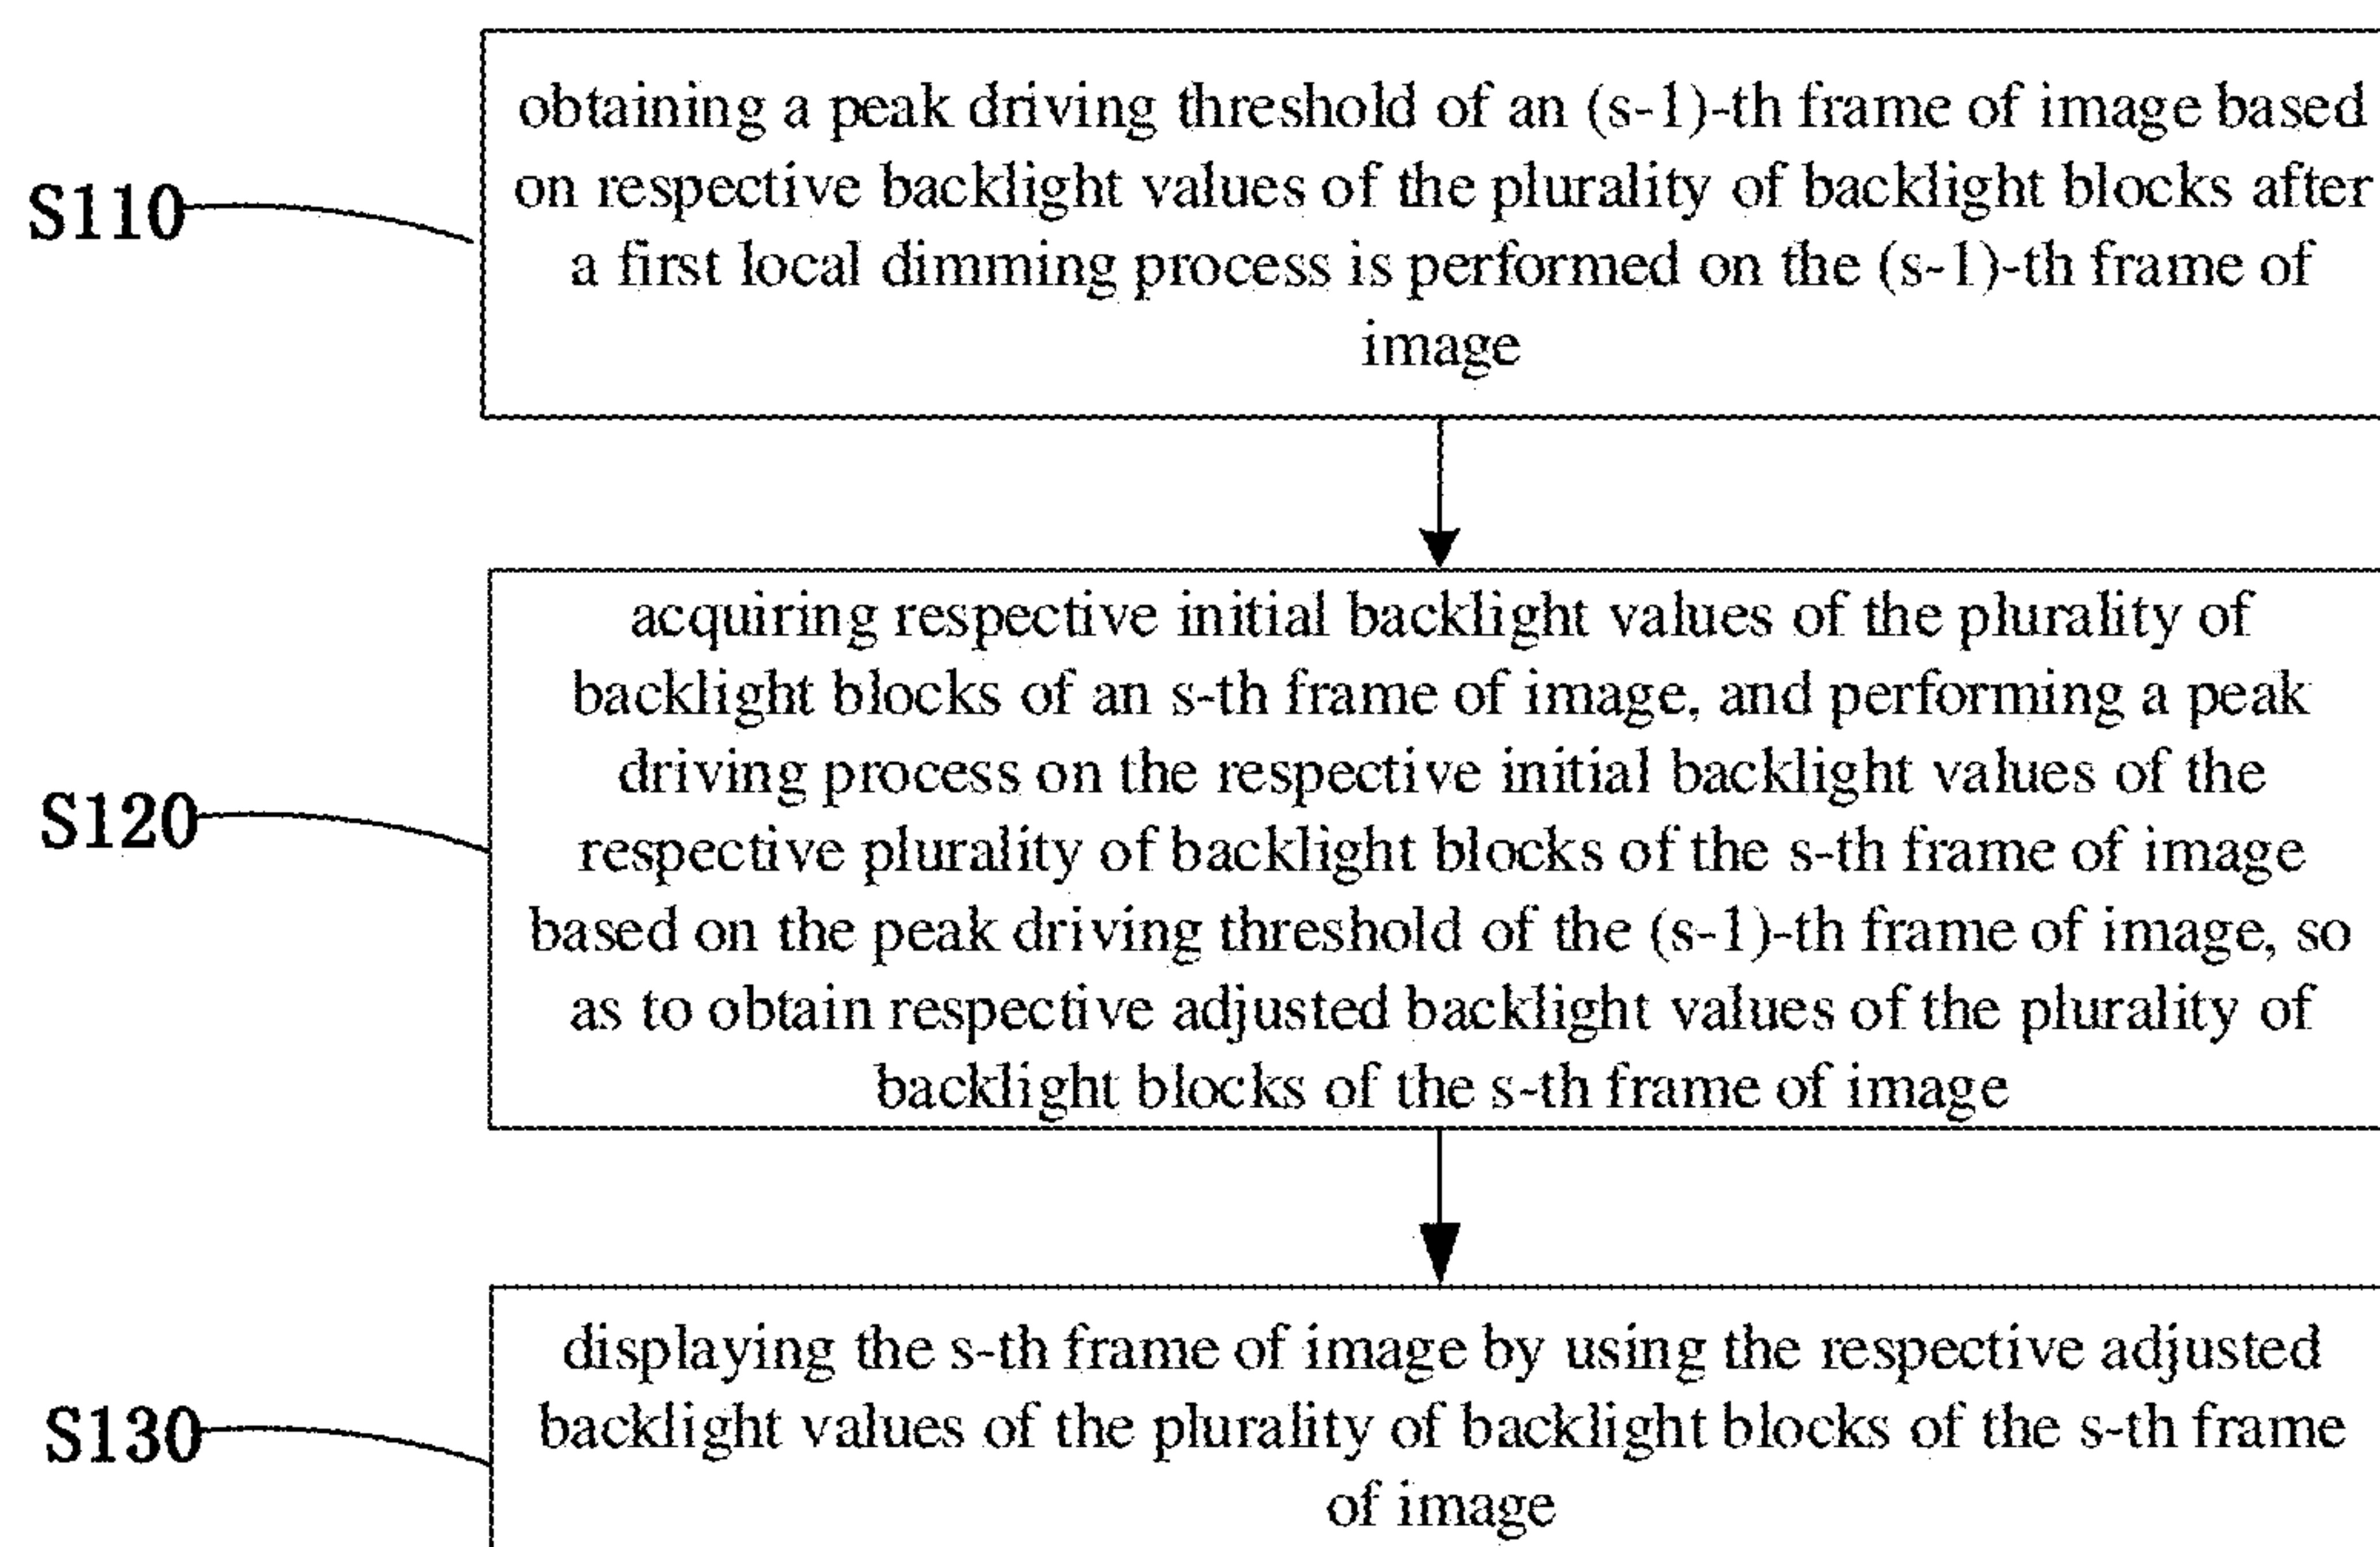 obtaining a peak driving threshold of an (s-1)-th frame of image based
on respective backlight values of the plurality of backlight blocks after
S110
a first local dimming process is performed on the (s-1)-th frame of
image
acquiring respective initial backlight values of the plurality of
backlight blocks of an s-th frame of image, and performing a peak
driving process on the respective initial backlight values of the
S120
respective plurality of backlight blocks of the s-th frame of image
based on the peak driving threshold of the (s-1)-th frame of image, so
as to obtain respective adjusted backlight values of the plurality of
backlight blocks of the s-th frame of image
displaying the s-th frame of image by using the respective adjusted
S130
backlight values of the plurality of backlight blocks of the s-th frame
of image